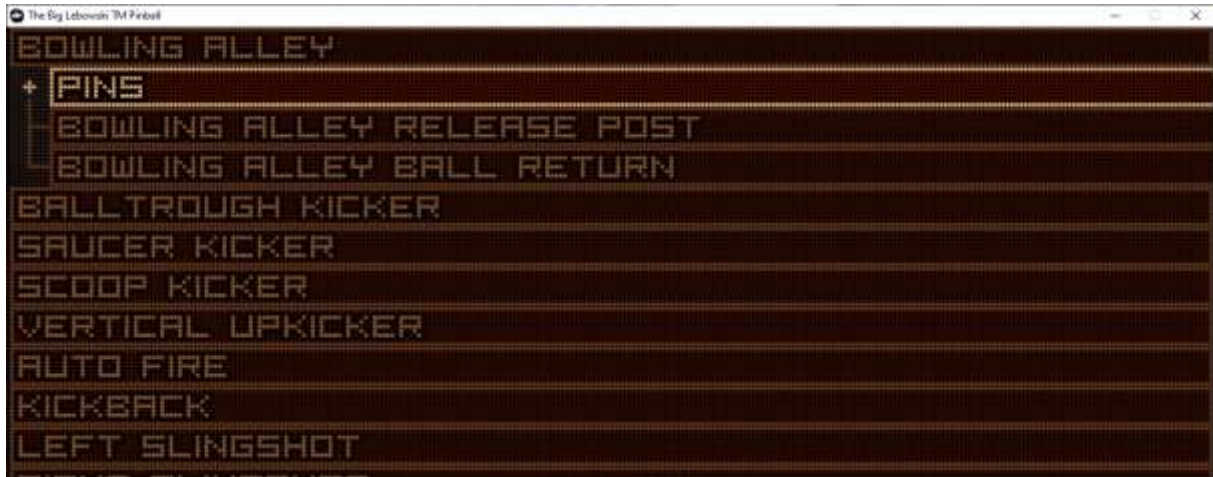 The Big Lebowski TM Pinball
BOWLING ALLEY
+ PINS
BOWLING ALLEY RELEASE POST
BOWLING ALLEY BALL RETURN
BALLTROUGH KICKER
SAUCER KICKER
SCOOP KICKER
VERTICAL UPKICKER
AUTO FIRE
KICKBACK
LEFT SLINGSHOT